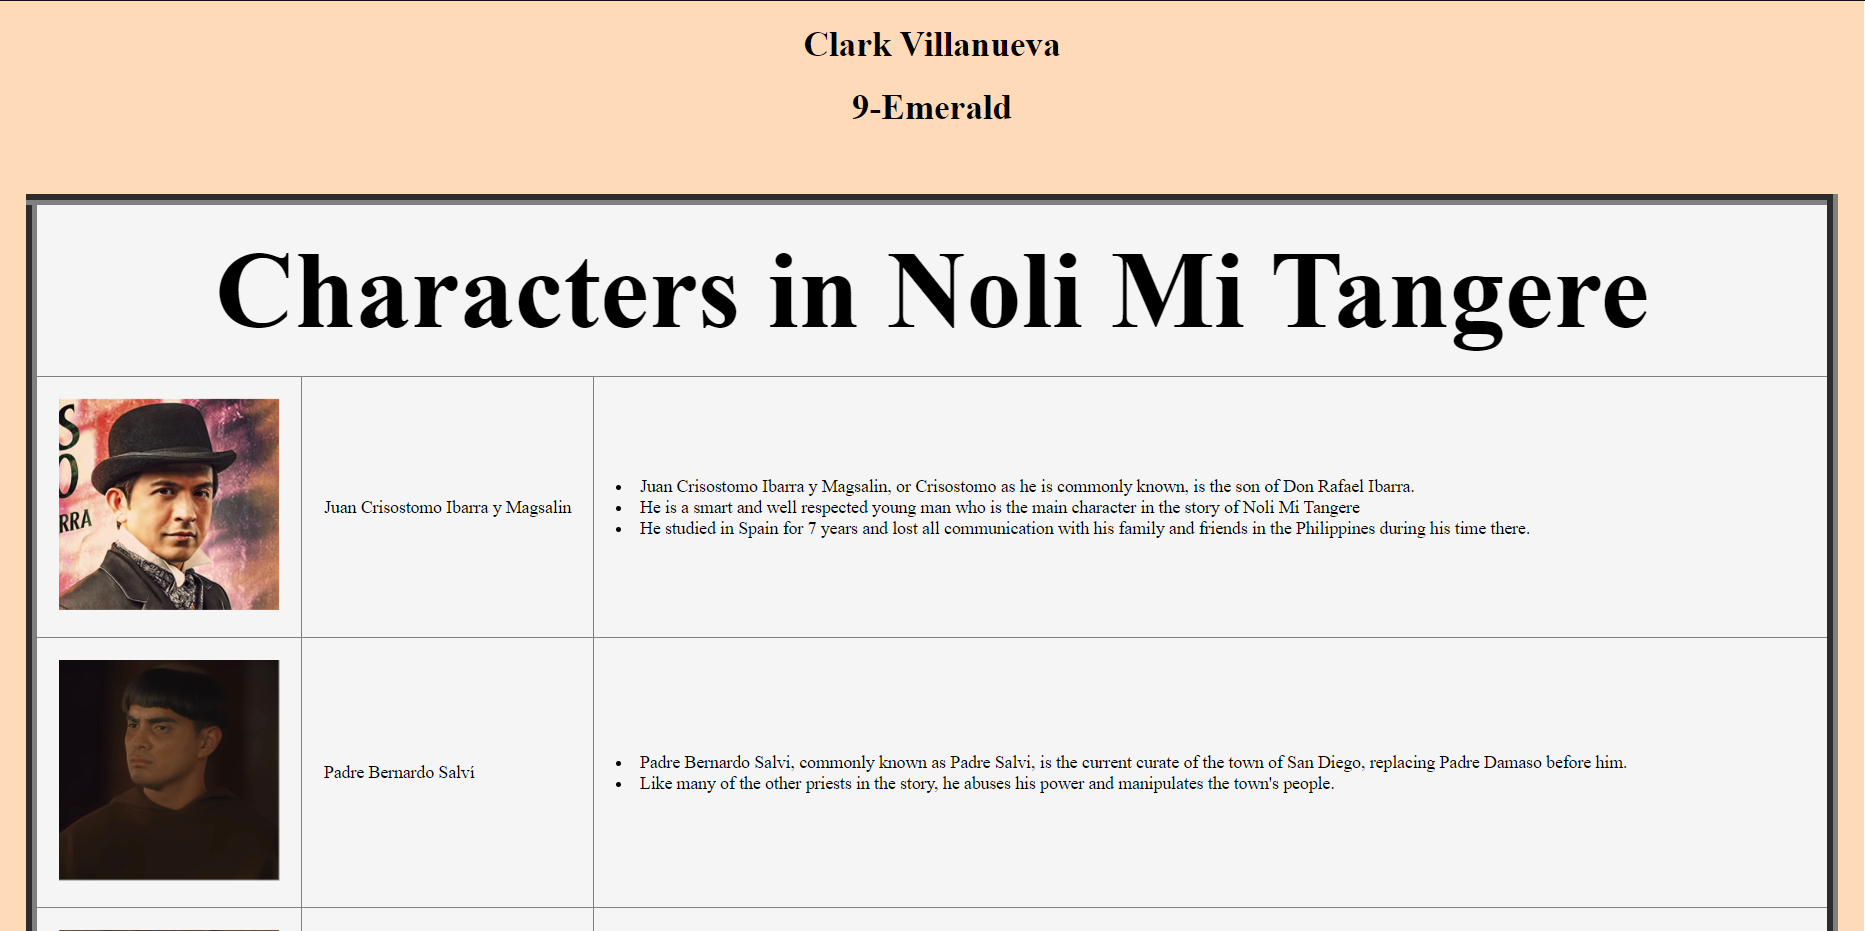 Clark Villanueva
9-Emerald
Characters in Noli Mi Tangere
S
O
RRA
Juan Crisostomo Ibarra y Magsalin
• Juan Crisostomo Ibarra y Magsalin, or Crisostomo as he is commonly known, is the son of Don Rafael Ibarra.
• He is a smart and well respected young man who is the main character in the story of Noli Mi Tangere
• He studied in Spain for 7 years and lost all communication with his family and friends in the Philippines during his time there.
Padre Bernardo Salví
• Padre Bernardo Salvi, commonly known as Padre Salvi, is the current curate of the town of San Diego, replacing Padre Damaso before him.
• Like many of the other priests in the story, he abuses his power and manipulates the town's people.